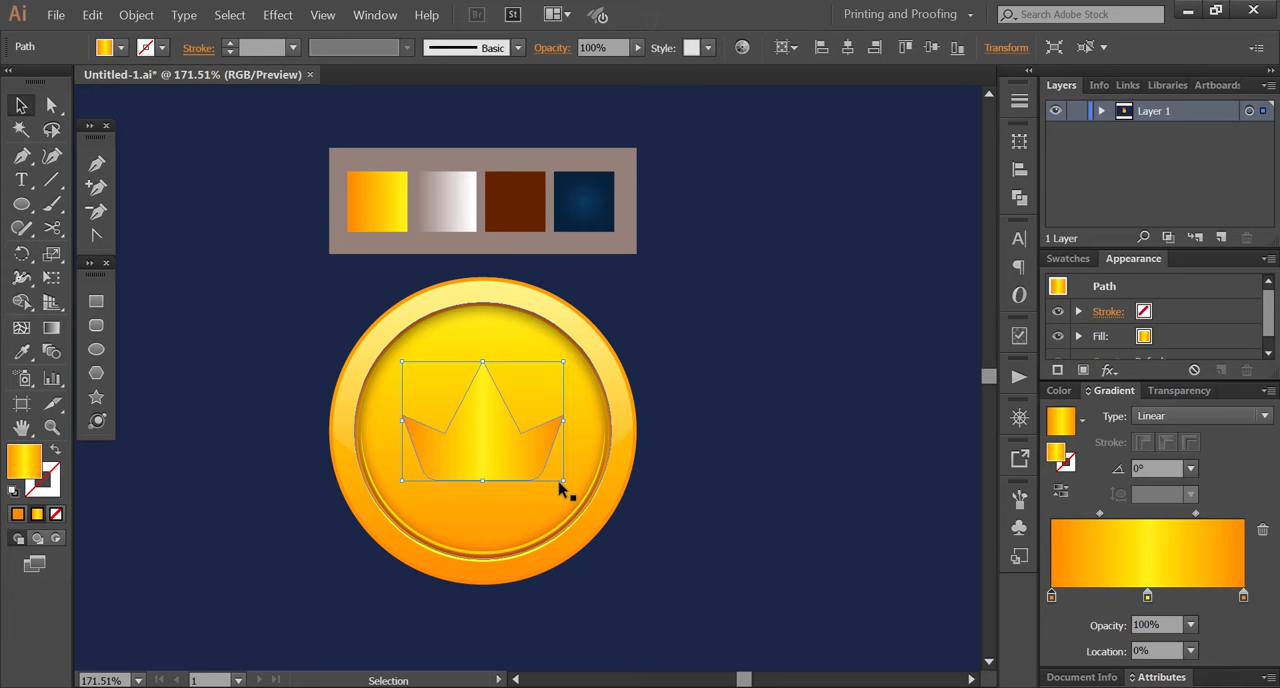 Ai File Edit Object Type Select Effect View Window Help Br St Printing and Proofing Search Adobe Stock
Path Stroke: Basic Opacity: 100% Style: Transform
Untitled-1.ai* @ 171.51% (RGB/Preview) ×
Layers Info Links Libraries Artboards
Layer 1
1 Layer
Swatches Appearance
Path
Stroke:
Fill:
Color Gradient Transparency
Type: Linear
Stroke:
0°
Opacity: 100%
Location: 0%
171.51% 1 Selection
Document Info Attributes